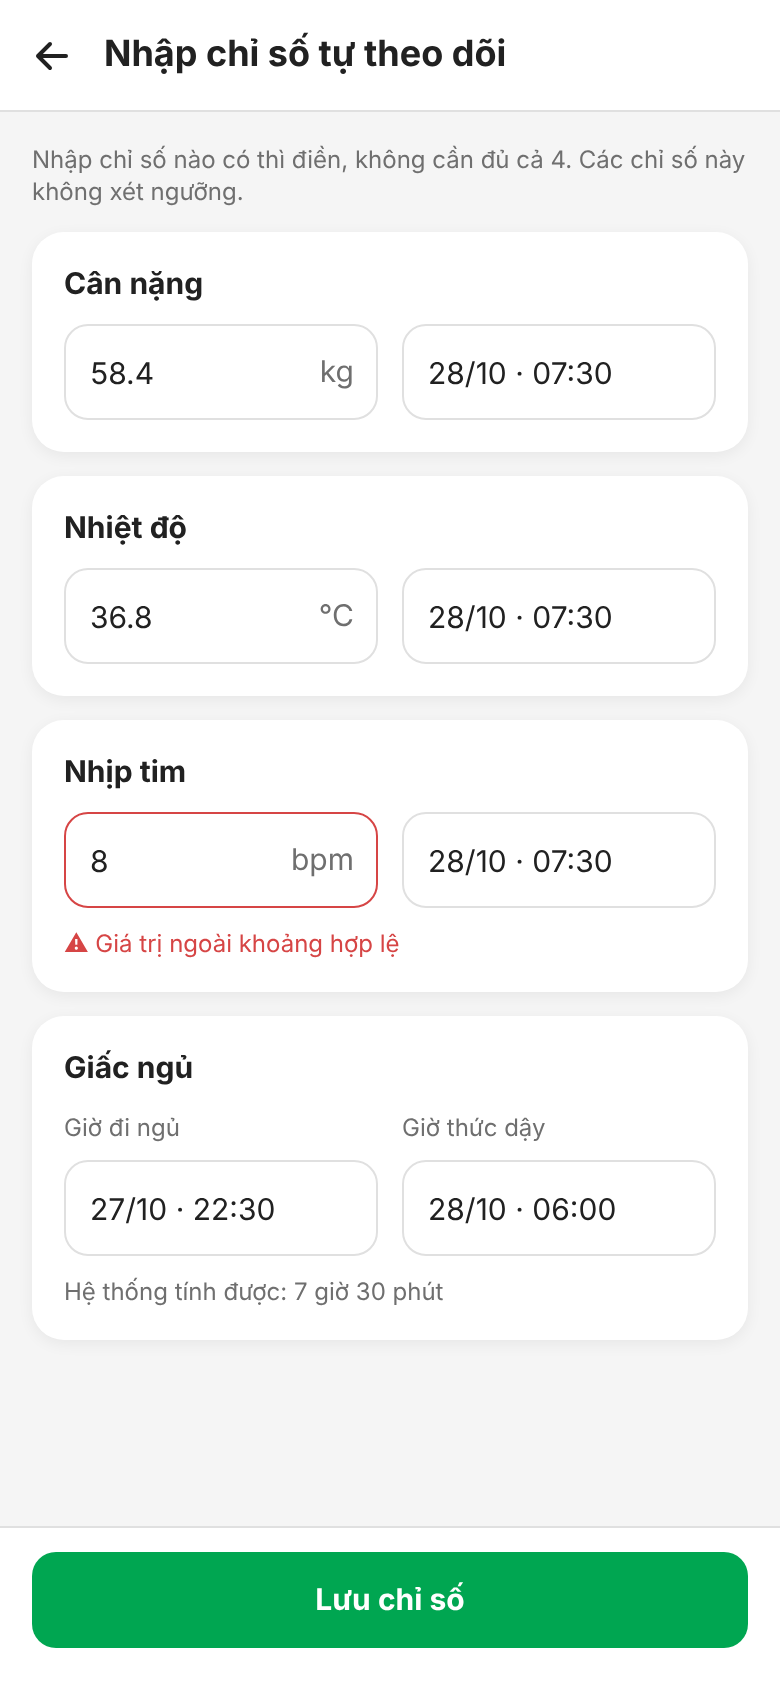 Nhập chỉ số tự theo dõi
Nhập chỉ số nào có thì điền, không cần đủ cả 4. Các chỉ số này
không xét ngưỡng.
Cân nặng
58.4 kg 28/10 · 07:30
Nhiệt độ
36.8 °C 28/10 · 07:30
Nhịp tim
8 bpm 28/10 · 07:30
Giá trị ngoài khoảng hợp lệ
Giấc ngủ
Giờ đi ngủ Giờ thức dậy
27/10 · 22:30 28/10 · 06:00
Hệ thống tính được: 7 giờ 30 phút
Lưu chỉ số